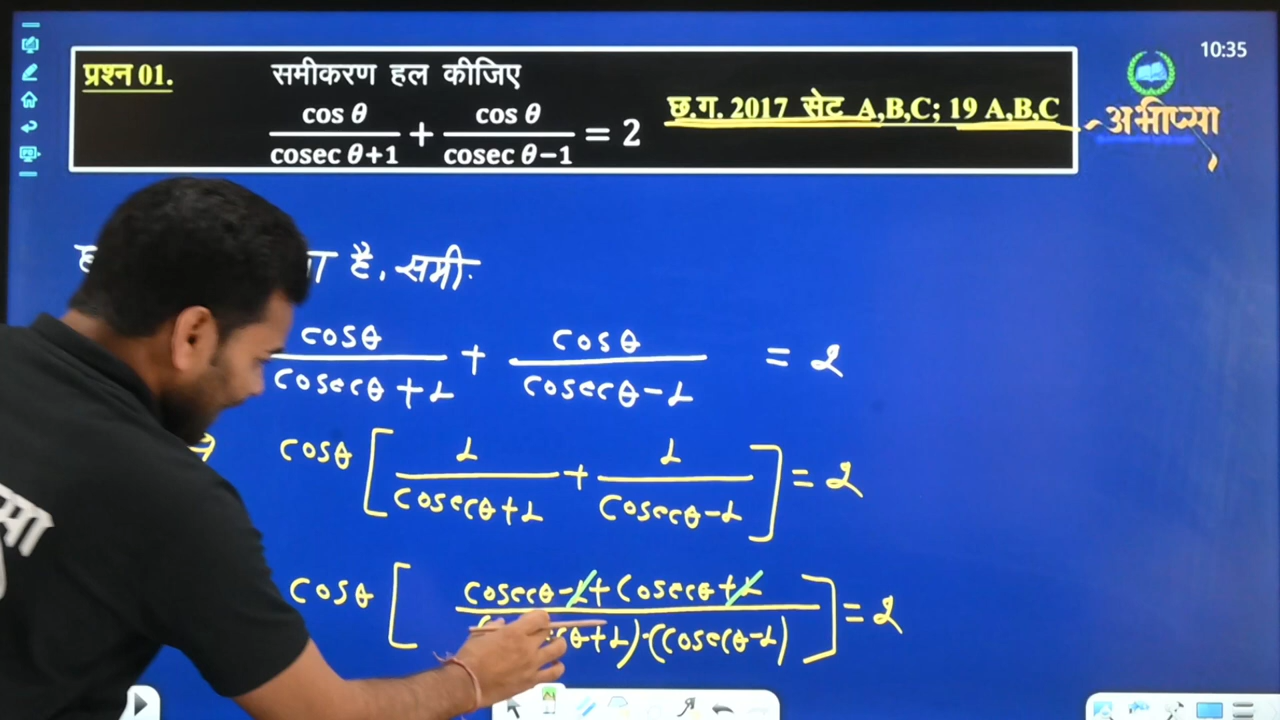 10:35
प्रश्न 01. समीकरण हल कीजिए
cos θ/cosec θ+1 + cos θ/cosec θ−1 = 2
छ.ग. 2017 सेट A,B,C; 19 A,B,C
अभीप्सा
है, समी.
cosθ/cosecθ+1 + cosθ/cosecθ-1 = 2
cosθ[1/cosecθ+1 + 1/cosecθ-1] = 2
cosθ[cosecθ-1+cosecθ+1/(cosecθ+1)·(cosecθ-1)] = 2